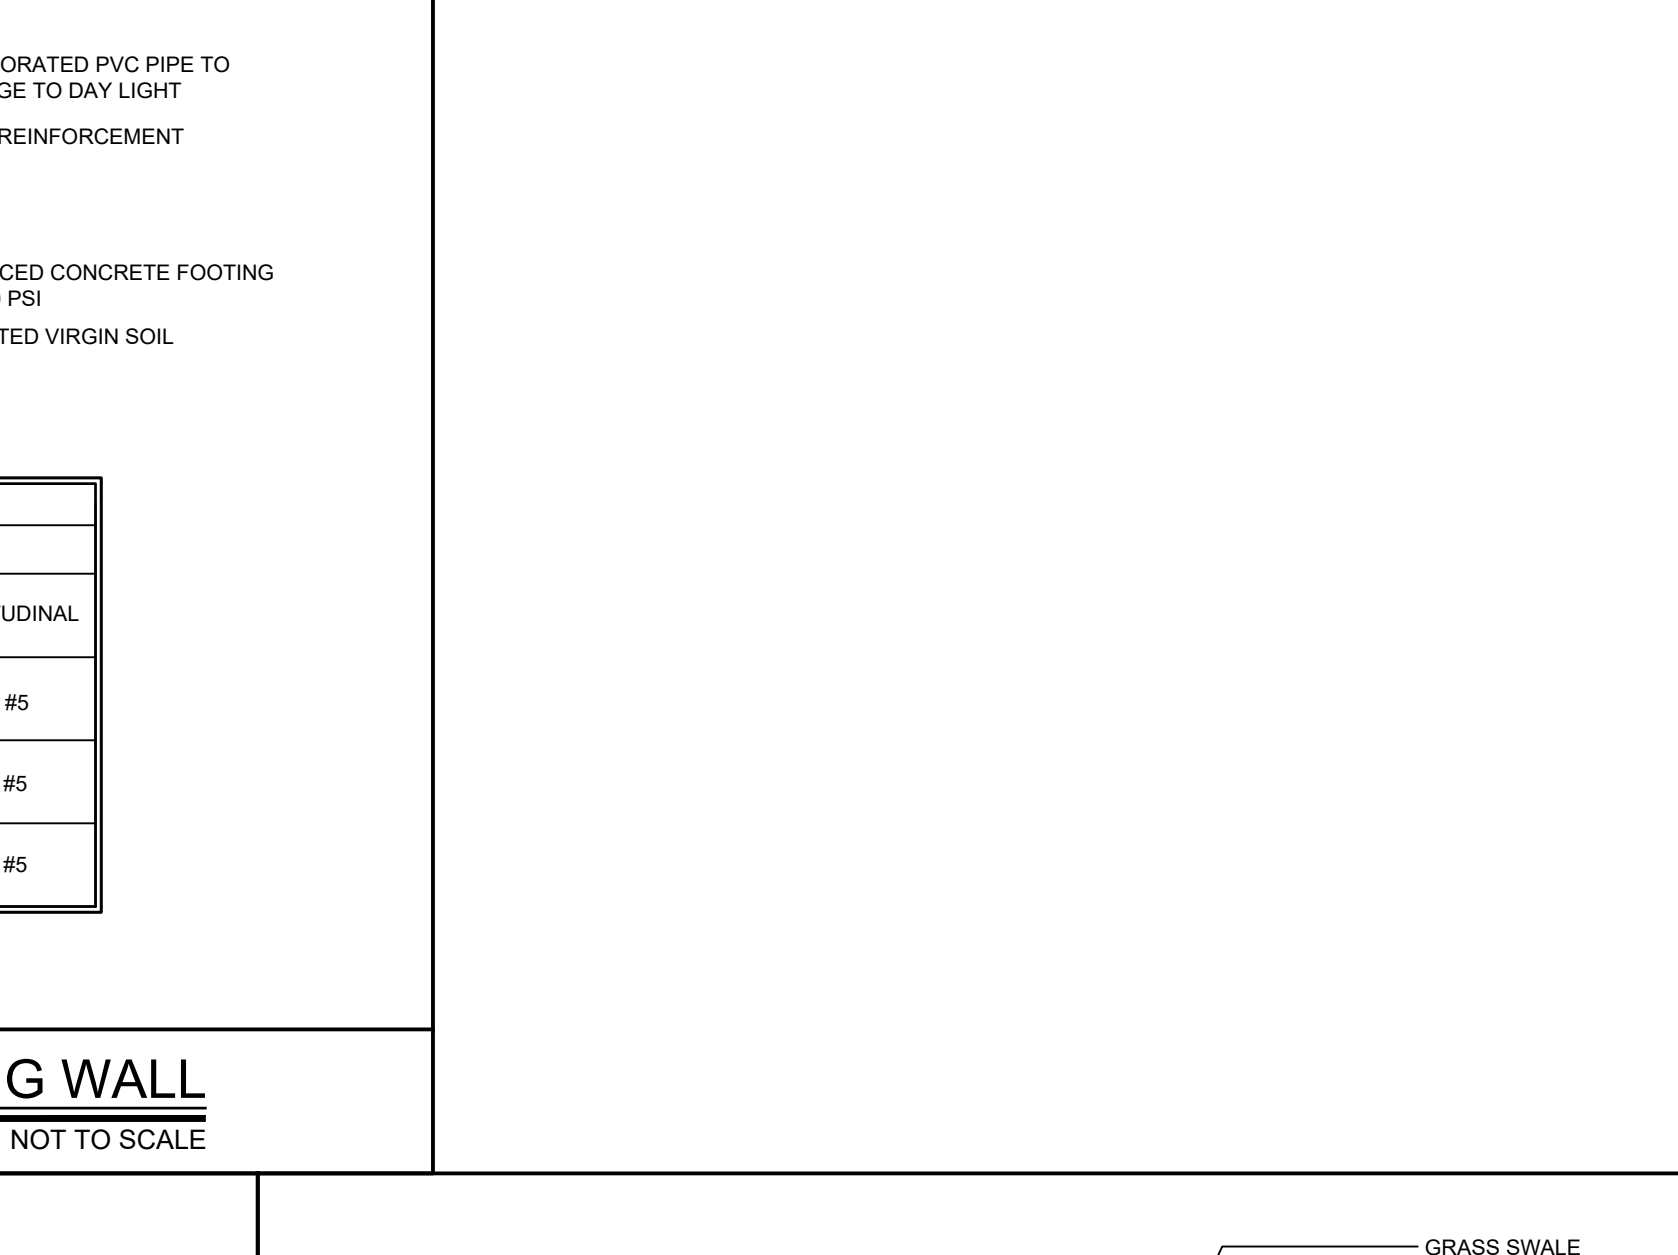 ORATED PVC PIPE TO
GE TO DAY LIGHT
REINFORCEMENT
CED CONCRETE FOOTING
PSI
TED VIRGIN SOIL
UDINAL
#5
#5
#5
G WALL
NOT TO SCALE
GRASS SWALE